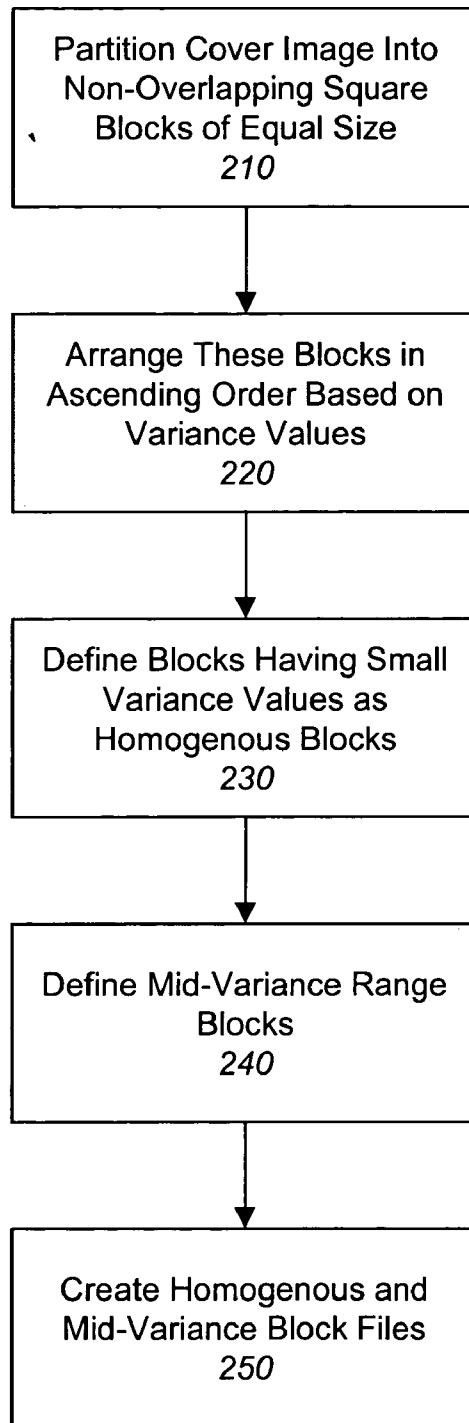 Partition Cover Image Into
Non-Overlapping Square
Blocks of Equal Size
210
Arrange These Blocks in
Ascending Order Based on
Variance Values
220
Define Blocks Having Small
Variance Values as
Homogenous Blocks
230
Define Mid-Variance Range
Blocks
240
Create Homogenous and
Mid-Variance Block Files
250